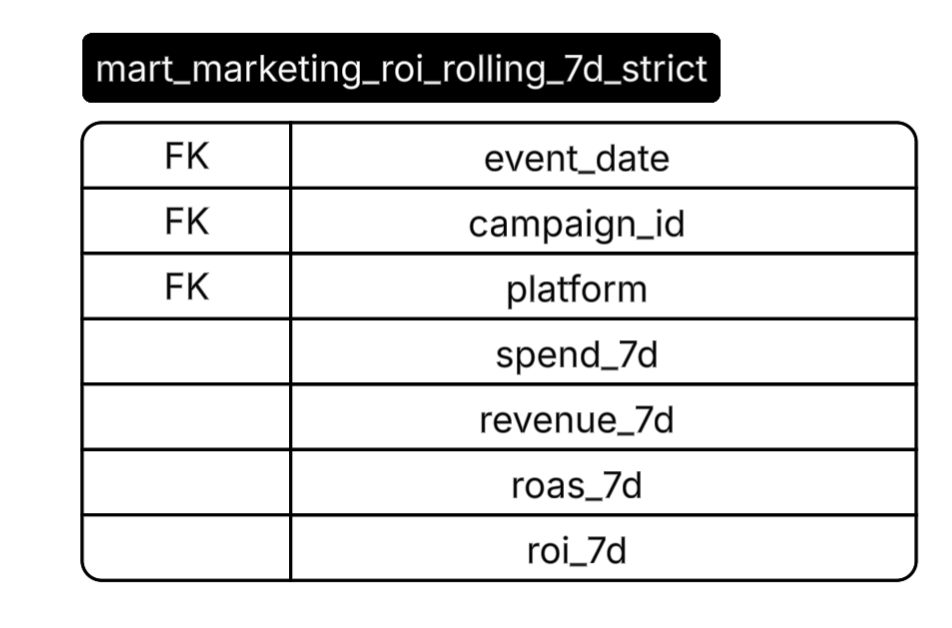 mart_marketing_roi_rolling_7d_strict
FK event_date
FK campaign_id
FK platform
spend_7d
revenue_7d
roas_7d
roi_7d